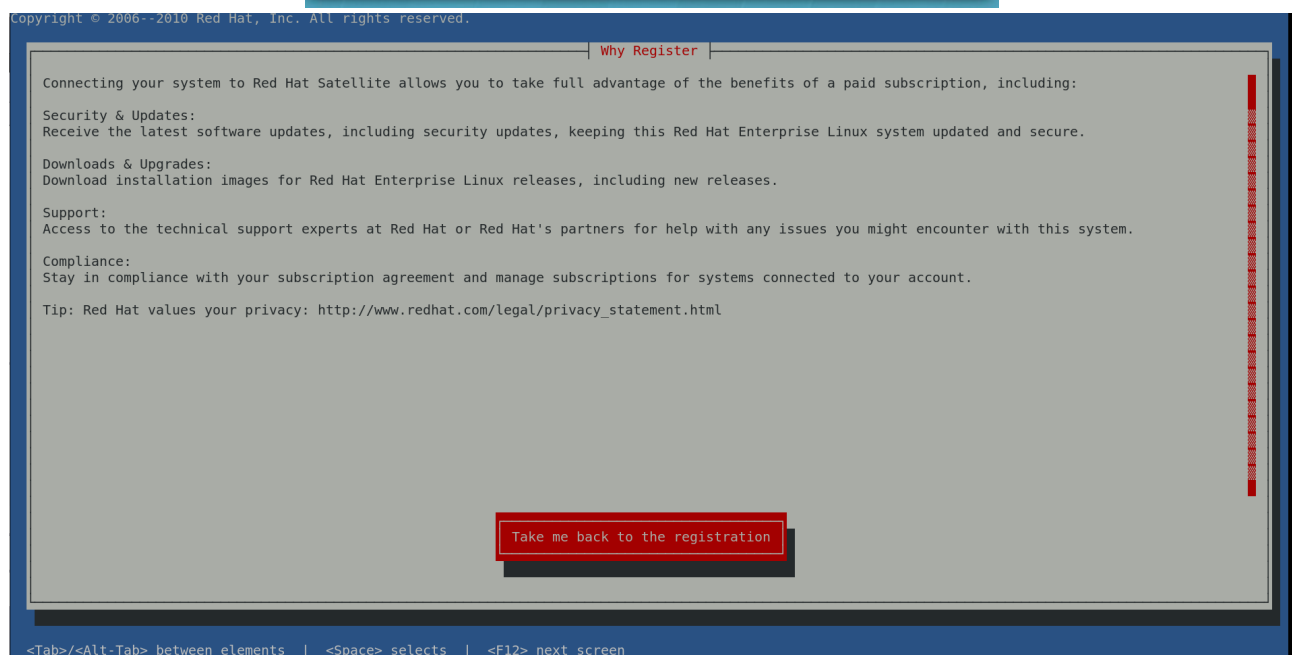 Copyright © 2006--2010 Red Hat, Inc. All rights reserved.
Why Register
Connecting your system to Red Hat Satellite allows you to take full advantage of the benefits of a paid subscription, including:
Security & Updates:
Receive the latest software updates, including security updates, keeping this Red Hat Enterprise Linux system updated and secure.
Downloads & Upgrades:
Download installation images for Red Hat Enterprise Linux releases, including new releases.
Support:
Access to the technical support experts at Red Hat or Red Hat's partners for help with any issues you might encounter with this system.
Compliance:
Stay in compliance with your subscription agreement and manage subscriptions for systems connected to your account.
Tip: Red Hat values your privacy: http://www.redhat.com/legal/privacy_statement.html
Take me back to the registration
<Tab>/<Alt-Tab> between elements | <Space> selects | <F12> next screen